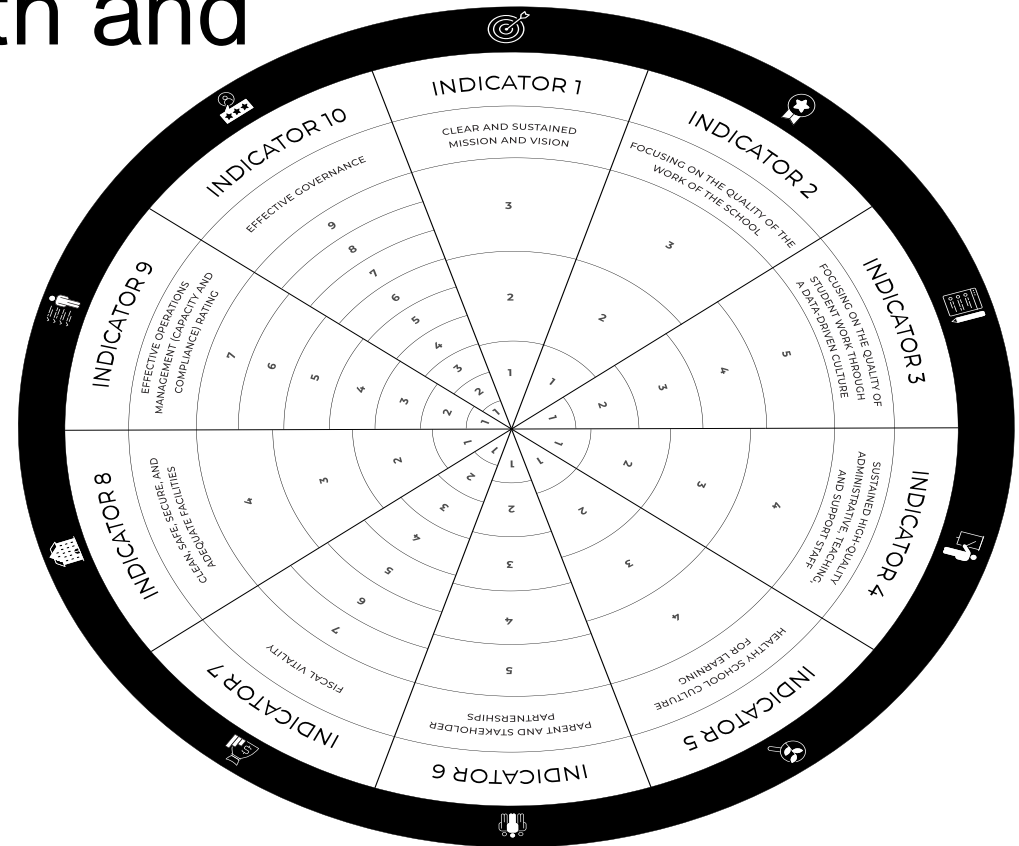 th and
INDICATOR 1
CLEAR AND SUSTAINED
MISSION AND VISION
3
2
1
INDICATOR 2
FOCUSING ON THE QUALITY OF THE
WORK OF THE SCHOOL
3
2
1
INDICATOR 3
FOCUSING ON THE QUALITY OF
STUDENT WORK THROUGH
A DATA-DRIVEN CULTURE
5
4
3
2
1
INDICATOR 4
SUSTAINED HIGH-QUALITY
ADMINISTRATIVE, TEACHING,
AND SUPPORT STAFF,
4
3
2
1
INDICATOR 5
HEALTHY SCHOOL CULTURE
FOR LEARNING
4
3
2
1
INDICATOR 6
PARENT AND STAKEHOLDER
PARTNERSHIPS
5
4
3
2
1
INDICATOR 7
FISCAL VITALITY
7
6
5
4
3
2
1
INDICATOR 8
CLEAN, SAFE, SECURE, AND
ADEQUATE FACILITIES
4
3
2
1
INDICATOR 9
EFFECTIVE OPERATIONS
MANAGEMENT (CAPACITY AND
COMPLIANCE) RATING
7
6
5
4
3
2
1
INDICATOR 10
EFFECTIVE GOVERNANCE
9
8
7
6
5
4
3
2
1